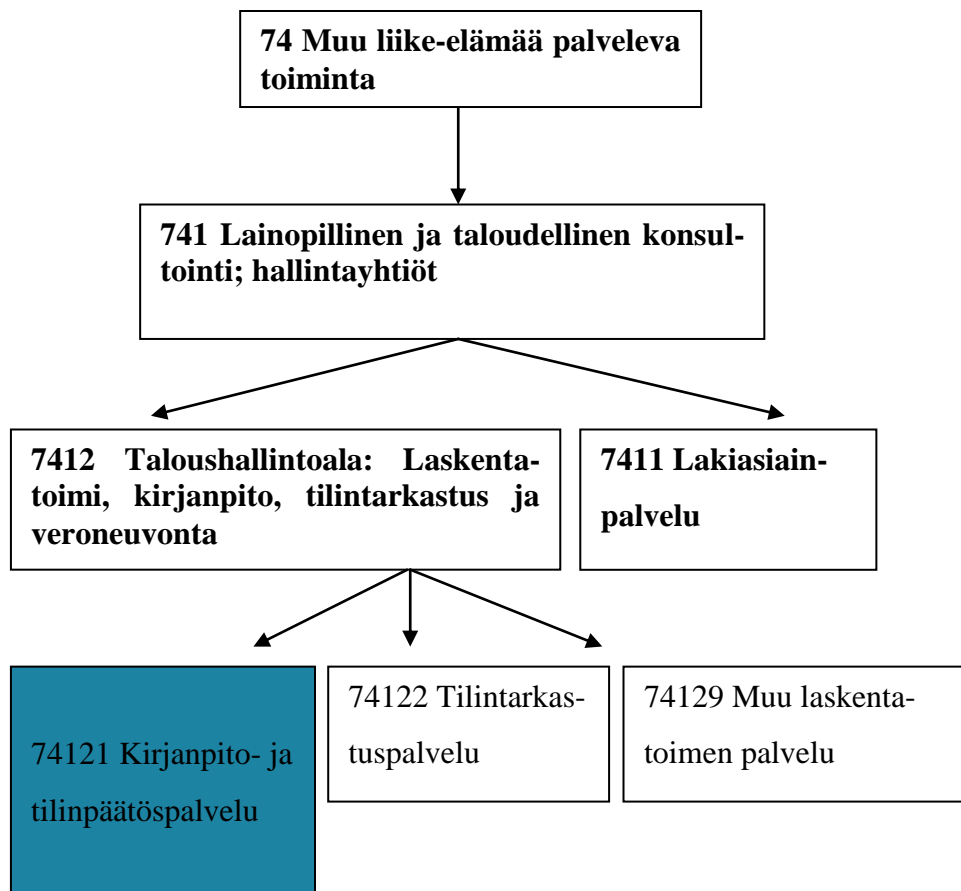 74 Muu liike-elämää palveleva
toiminta
741 Lainopillinen ja taloudellinen konsul-
tointi; hallintayhtiöt
7412 Taloushallintoala: Laskenta-
toimi, kirjanpito, tilintarkastus ja
veroneuvonta
7411 Lakiasiain-
palvelu
74121 Kirjanpito- ja
tilinpäätöspalvelu
74122 Tilintarkas-
tuspalvelu
74129 Muu laskenta-
toimen palvelu